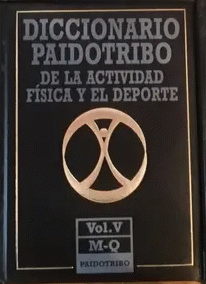 DICCIONARIO
PAIDOTRIBO
DE LA ACTIVIDAD
FÍSICA Y EL DEPORTE
Vol. V
M-Q
PAIDOTRIBO